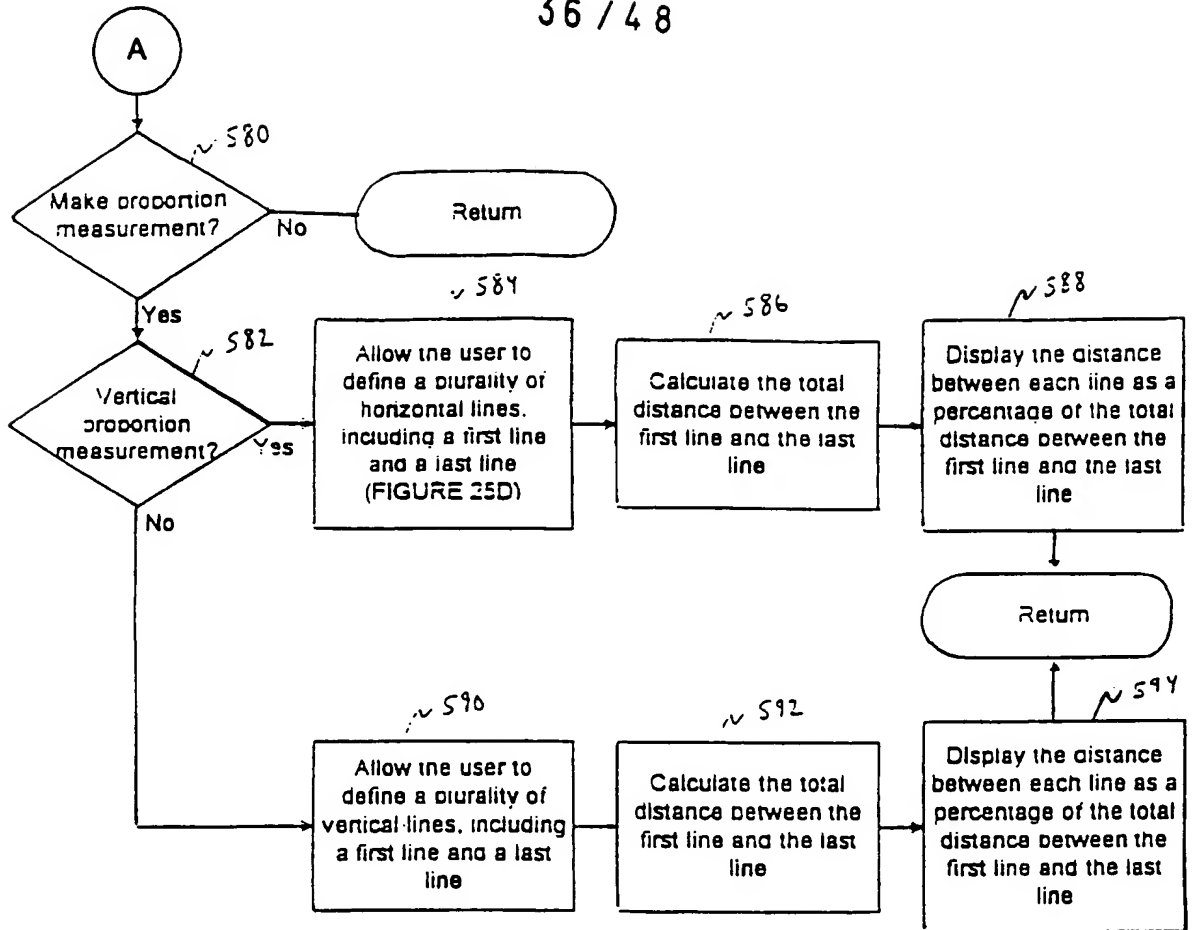 36/48
A
580
Make proportion
measurement?
No
Return
Yes
582
Vertical
proportion
measurement?
Yes
No
584
Allow the user to
define a plurality of
horizontal lines,
including a first line
and a last line
(FIGURE 25D)
586
Calculate the total
distance between the
first line and the last
line
588
Display the distance
between each line as a
percentage of the total
distance between the
first line and the last
line
Return
590
Allow the user to
define a plurality of
vertical lines, including
a first line and a last
line
592
Calculate the total
distance between the
first line and the last
line
594
Display the distance
between each line as a
percentage of the total
distance between the
first line and the last
line